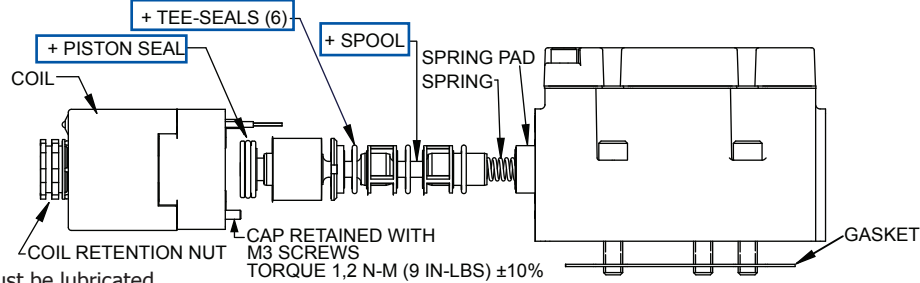 + TEE-SEALS (6)
+ PISTON SEAL
+ SPOOL
COIL
SPRING PAD
SPRING
COIL RETENTION NUT
CAP RETAINED WITH
M3 SCREWS
TORQUE 1,2 N-M (9 IN-LBS) ±10%
GASKET
be lubricated